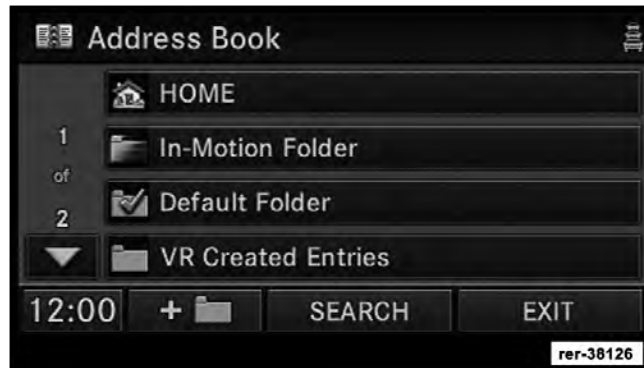 Address Book
HOME
In-Motion Folder
Default Folder
VR Created Entries
1
of
2
12:00 + SEARCH EXIT
rer-38126